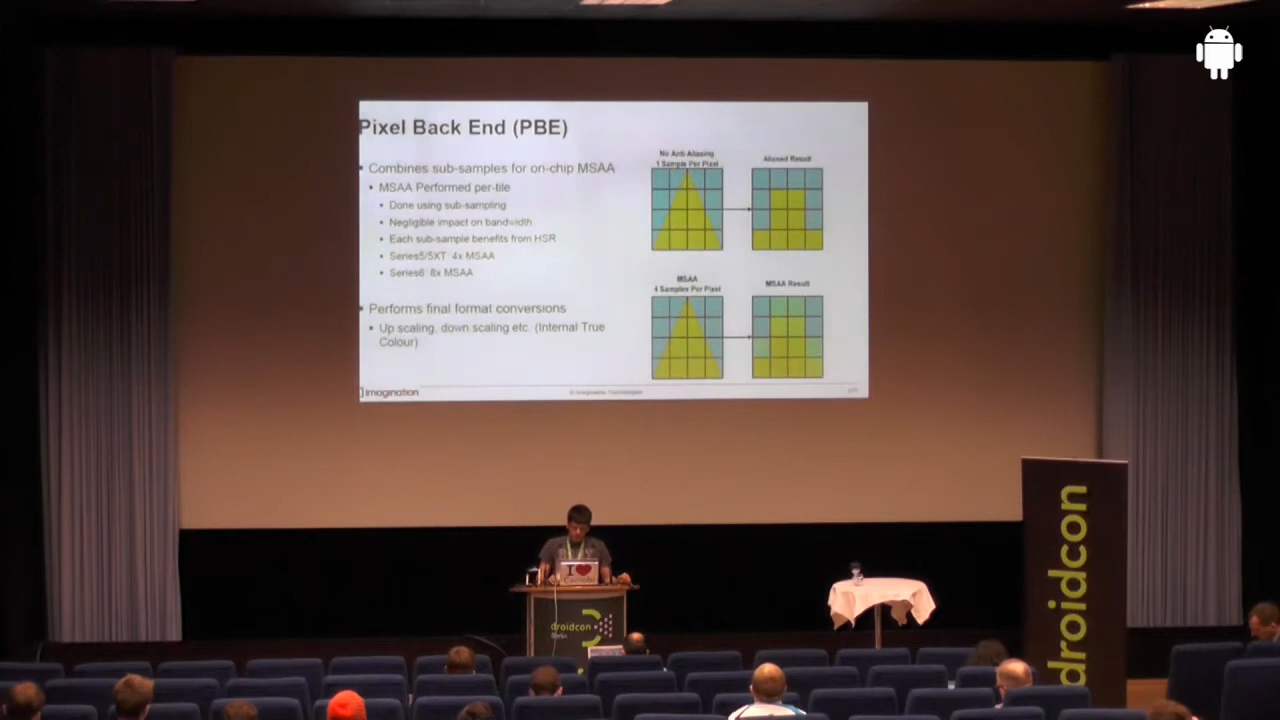 Pixel Back End (PBE)
Combines sub-samples for on-chip MSAA
MSAA Performed per-tile
Done using sub-sampling
Negligible impact on bandwidth
Each sub-sample benefits from HSR
Series5/5XT 4x MSAA
Series6 8x MSAA
Performs final format conversions
Up scaling, down scaling etc. (Internal True
Colour)
No Anti-Aliasing
1 Sample Per Pixel
Aliased Result
MSAA
4 Samples Per Pixel
MSAA Result
imagination
© Imagination Technologies
I
droidcon
Berlin
droidcon